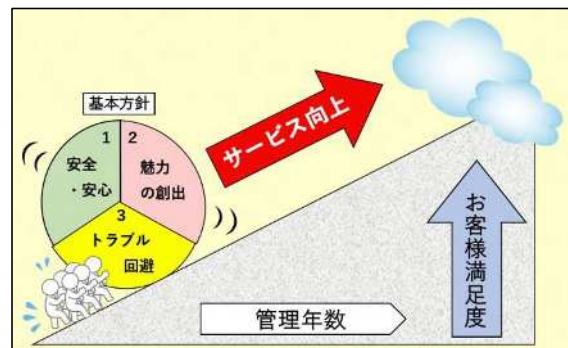 基本方針
1
安全
・安心
2
魅力
の創出
3
トラブル
回避
サービス向上
お客様満足度
管理年数